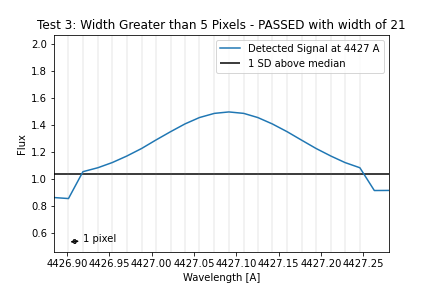 Test 3: Width Greater than 5 Pixels - PASSED with width of 21
Detected Signal at 4427 A
1 SD above median
2.0
1.8
1.6
1.4
1.2
1.0
0.8
0.6
Flux
1 pixel
4426.90 4426.95 4427.00 4427.05 4427.10 4427.15 4427.20 4427.25
Wavelength [A]